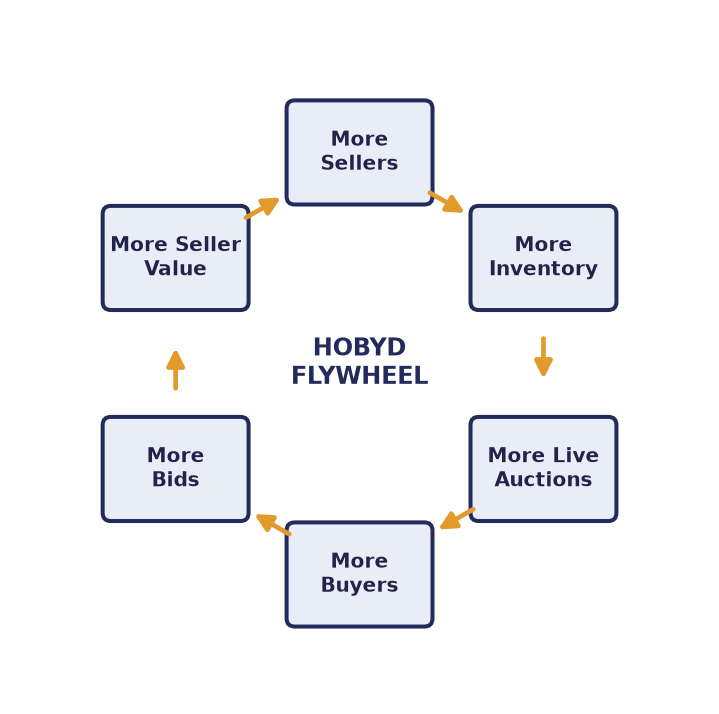 More
Sellers
More Seller
Value
More
Inventory
HOBYD
FLYWHEEL
More
Bids
More Live
Auctions
More
Buyers